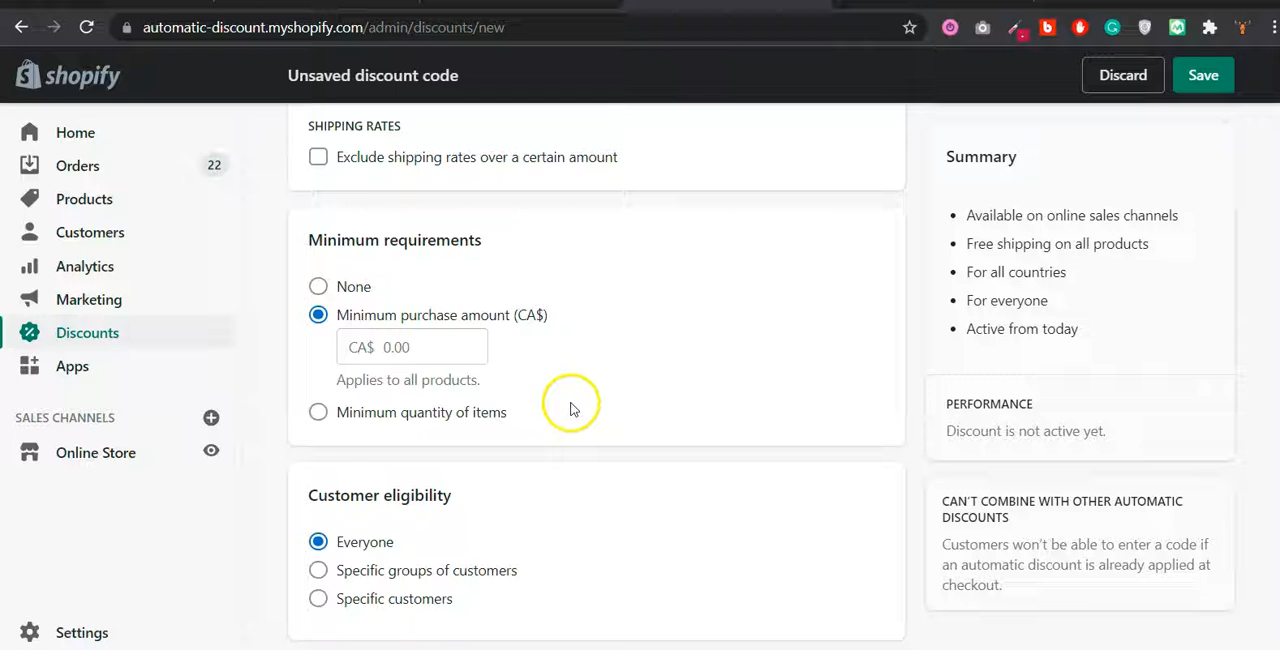 automatic-discount.myshopify.com/admin/discounts/new
shopify
Unsaved discount code
Discard
Save
Home
Orders
22
Products
Customers
Analytics
Marketing
Discounts
Apps
SALES CHANNELS
Online Store
Settings
SHIPPING RATES
Exclude shipping rates over a certain amount
Minimum requirements
None
Minimum purchase amount (CA$)
CA$ 0.00
Applies to all products.
Minimum quantity of items
Customer eligibility
Everyone
Specific groups of customers
Specific customers
Summary
• Available on online sales channels
• Free shipping on all products
• For all countries
• For everyone
• Active from today
PERFORMANCE
Discount is not active yet.
CAN'T COMBINE WITH OTHER AUTOMATIC
DISCOUNTS
Customers won't be able to enter a code if
an automatic discount is already applied at
checkout.